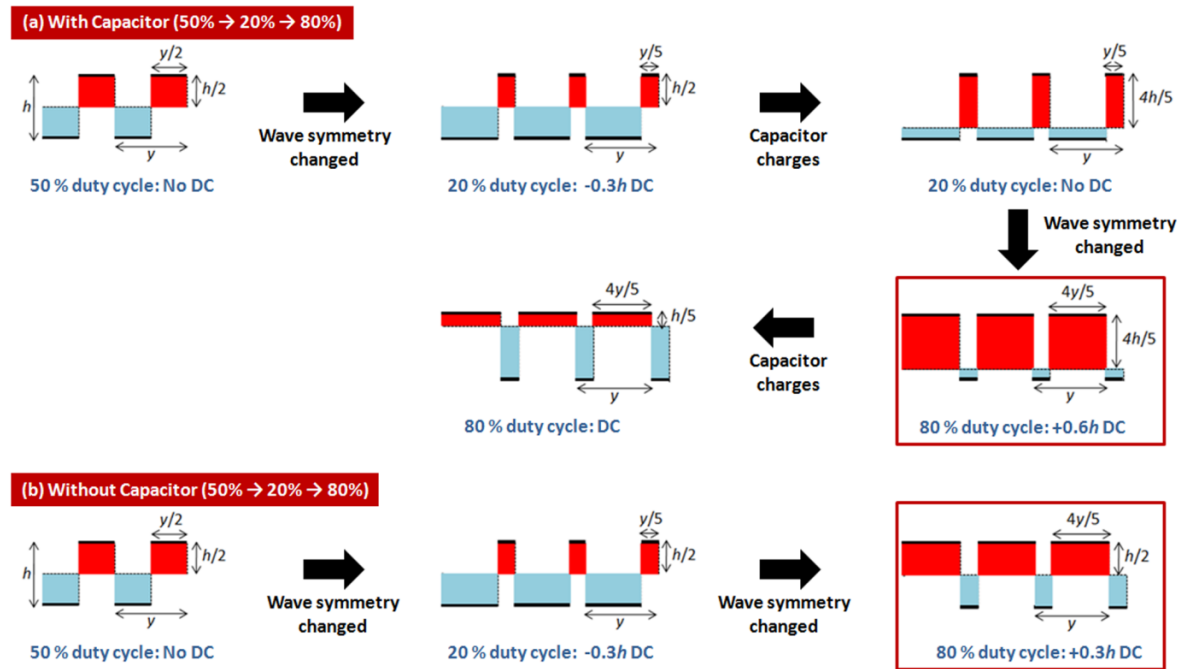 (a) With Capacitor (50% → 20% → 80%)
y/2
h
h/2
y
50 % duty cycle: No DC
Wave symmetry
changed
y/5
h/2
y
20 % duty cycle: -0.3h DC
Capacitor
charges
y/5
4h/5
y
20 % duty cycle: No DC
Wave symmetry
changed
4y/5
4h/5
y
80 % duty cycle: +0.6h DC
Capacitor
charges
4y/5
h/5
y
80 % duty cycle: DC
(b) Without Capacitor (50% → 20% → 80%)
y/2
h
h/2
y
50 % duty cycle: No DC
Wave symmetry
changed
y/5
h/2
y
20 % duty cycle: -0.3h DC
Wave symmetry
changed
4y/5
h/2
y
80 % duty cycle: +0.3h DC